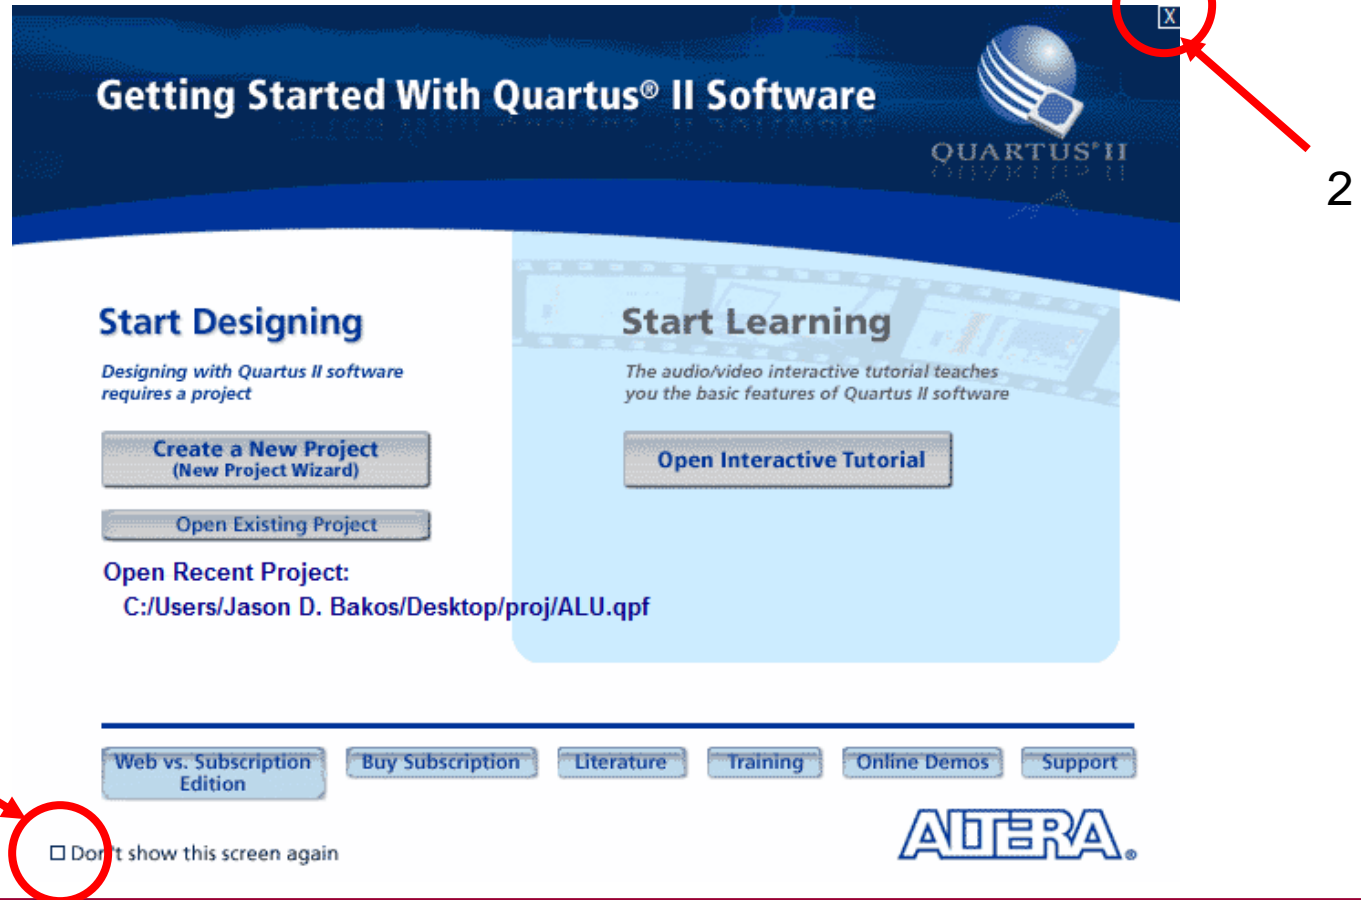 X
Getting Started With Quartus® II Software
QUARTUS® II
2
Start Designing
Designing with Quartus II software
requires a project
Create a New Project
(New Project Wizard)
Open Existing Project
Open Recent Project:
C:/Users/Jason D. Bakos/Desktop/proj/ALU.qpf
Start Learning
The audio/video interactive tutorial teaches
you the basic features of Quartus II software
Open Interactive Tutorial
Web vs. Subscription
Edition
Buy Subscription
Literature
Training
Online Demos
Support
Don't show this screen again
ALTERA®